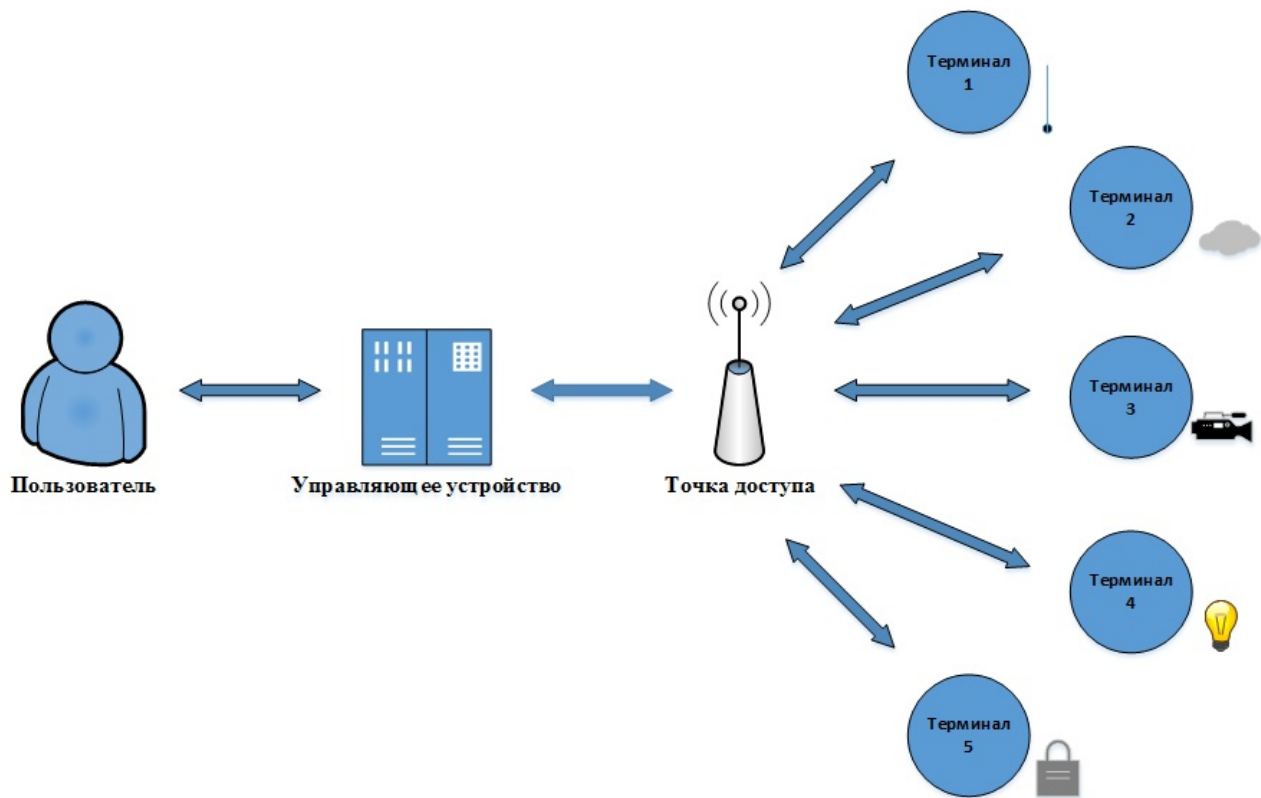 Терминал
1
Терминал
2
Терминал
3
Пользователь
Управляющее устройство
Точка доступа
Терминал
4
Терминал
5